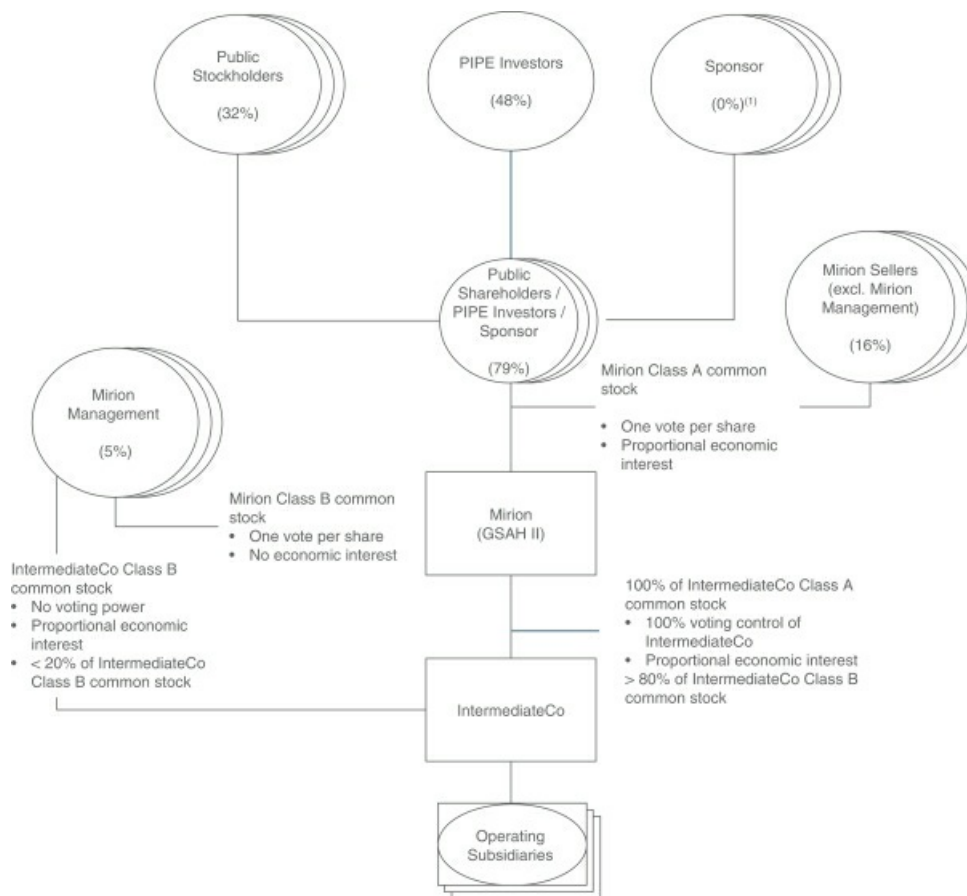 Public
Stockholders
(32%)
PIPE Investors
(48%)
Sponsor
(0%)(1)
Public
Shareholders /
PIPE Investors /
Sponsor
(79%)
Mirion Sellers
(excl. Mirion
Management)
(16%)
Mirion
Management
(5%)
Mirion Class A common
stock
• One vote per share
• Proportional economic
interest
Mirion Class B common
stock
• One vote per share
• No economic interest
Mirion
(GSAH II)
IntermediateCo Class B
common stock
• No voting power
• Proportional economic
interest
• < 20% of IntermediateCo
Class B common stock
100% of IntermediateCo Class A
common stock
• 100% voting control of
IntermediateCo
• Proportional economic interest
> 80% of IntermediateCo Class B
common stock
IntermediateCo
Operating
Subsidiaries